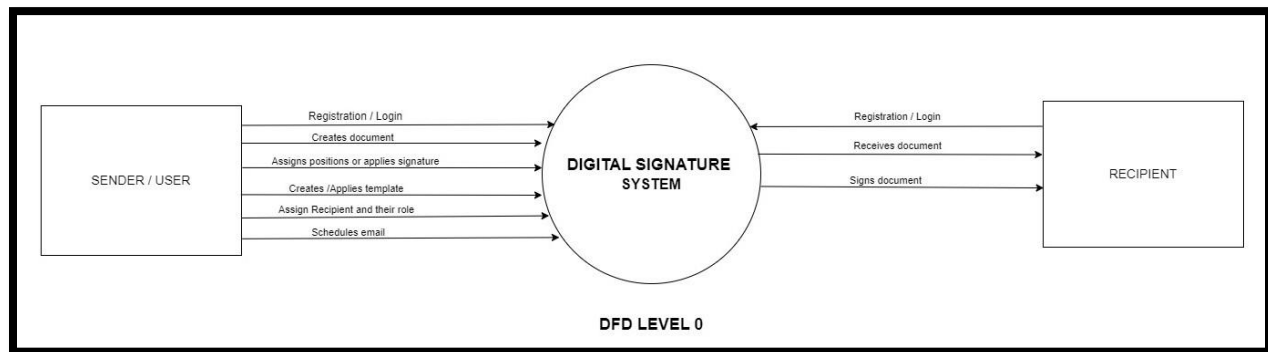 SENDER / USER
Registration / Login
Creates document
Assigns positions or applies signature
Creates /Applies template
Assign Recipient and their role
Schedules email
DIGITAL SIGNATURE
SYSTEM
Registration / Login
Receives document
Signs document
RECIPIENT
DFD LEVEL 0